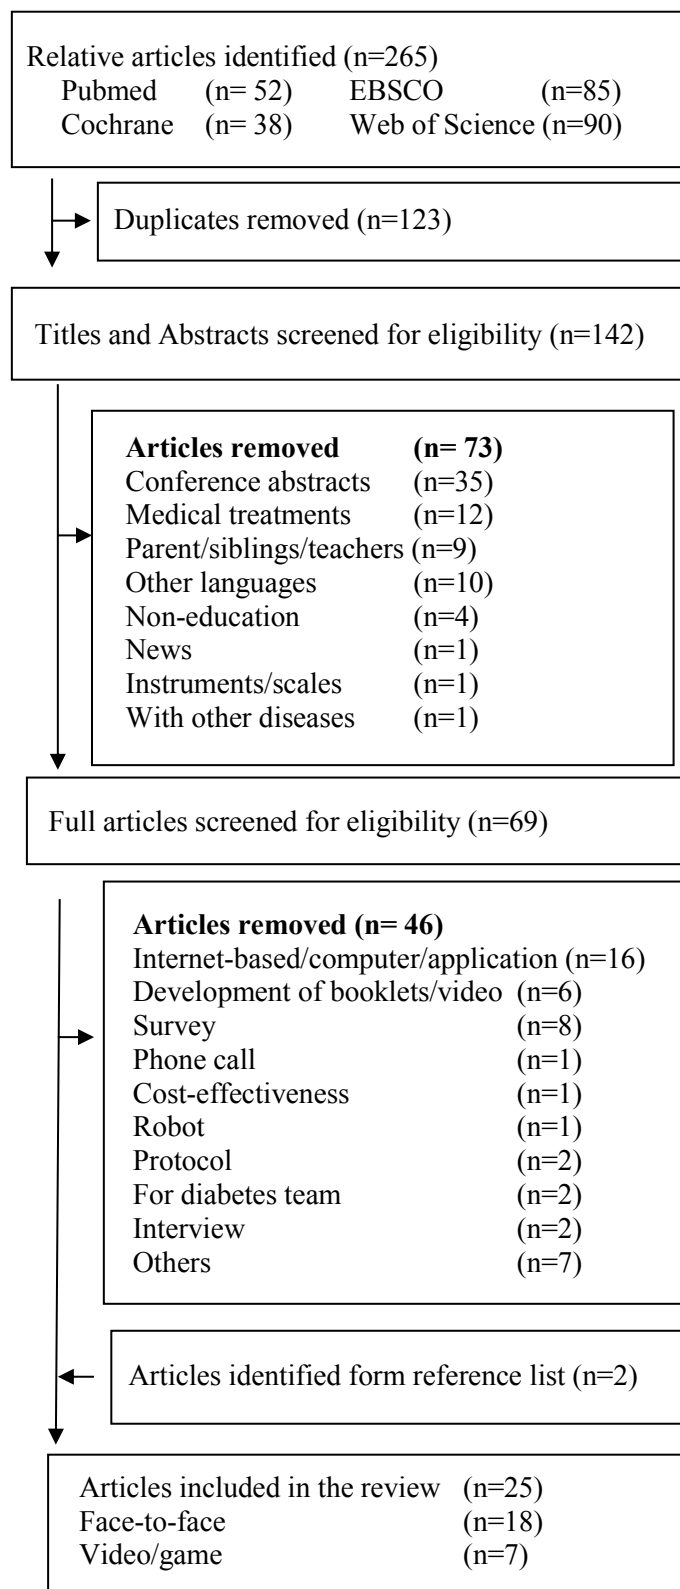 Relative articles identified (n=265)
Pubmed (n= 52) EBSCO (n=85)
Cochrane (n= 38) Web of Science (n=90)
Duplicates removed (n=123)
Titles and Abstracts screened for eligibility (n=142)
Articles removed (n= 73)
Conference abstracts (n=35)
Medical treatments (n=12)
Parent/siblings/teachers (n=9)
Other languages (n=10)
Non-education (n=4)
News (n=1)
Instruments/scales (n=1)
With other diseases (n=1)
Full articles screened for eligibility (n=69)
Articles removed (n= 46)
Internet-based/computer/application (n=16)
Development of booklets/video (n=6)
Survey (n=8)
Phone call (n=1)
Cost-effectiveness (n=1)
Robot (n=1)
Protocol (n=2)
For diabetes team (n=2)
Interview (n=2)
Others (n=7)
Articles identified form reference list (n=2)
Articles included in the review (n=25)
Face-to-face (n=18)
Video/game (n=7)